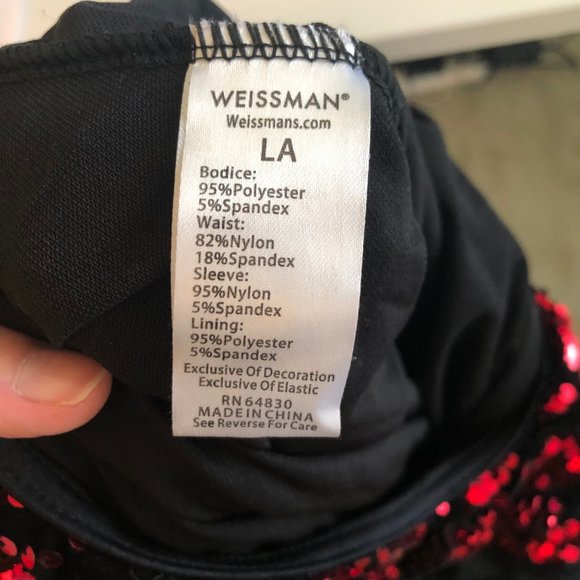 WEISSMAN®
Weissmans.com
LA
Bodice:
95%Polyester
5%Spandex
Waist:
82%Nylon
18%Spandex
Sleeve:
95%Nylon
5%Spandex
Lining:
95%Polyester
5%Spandex
Exclusive Of Decoration
Exclusive Of Elastic
RN 64830
MADE IN CHINA
See Reverse For Care